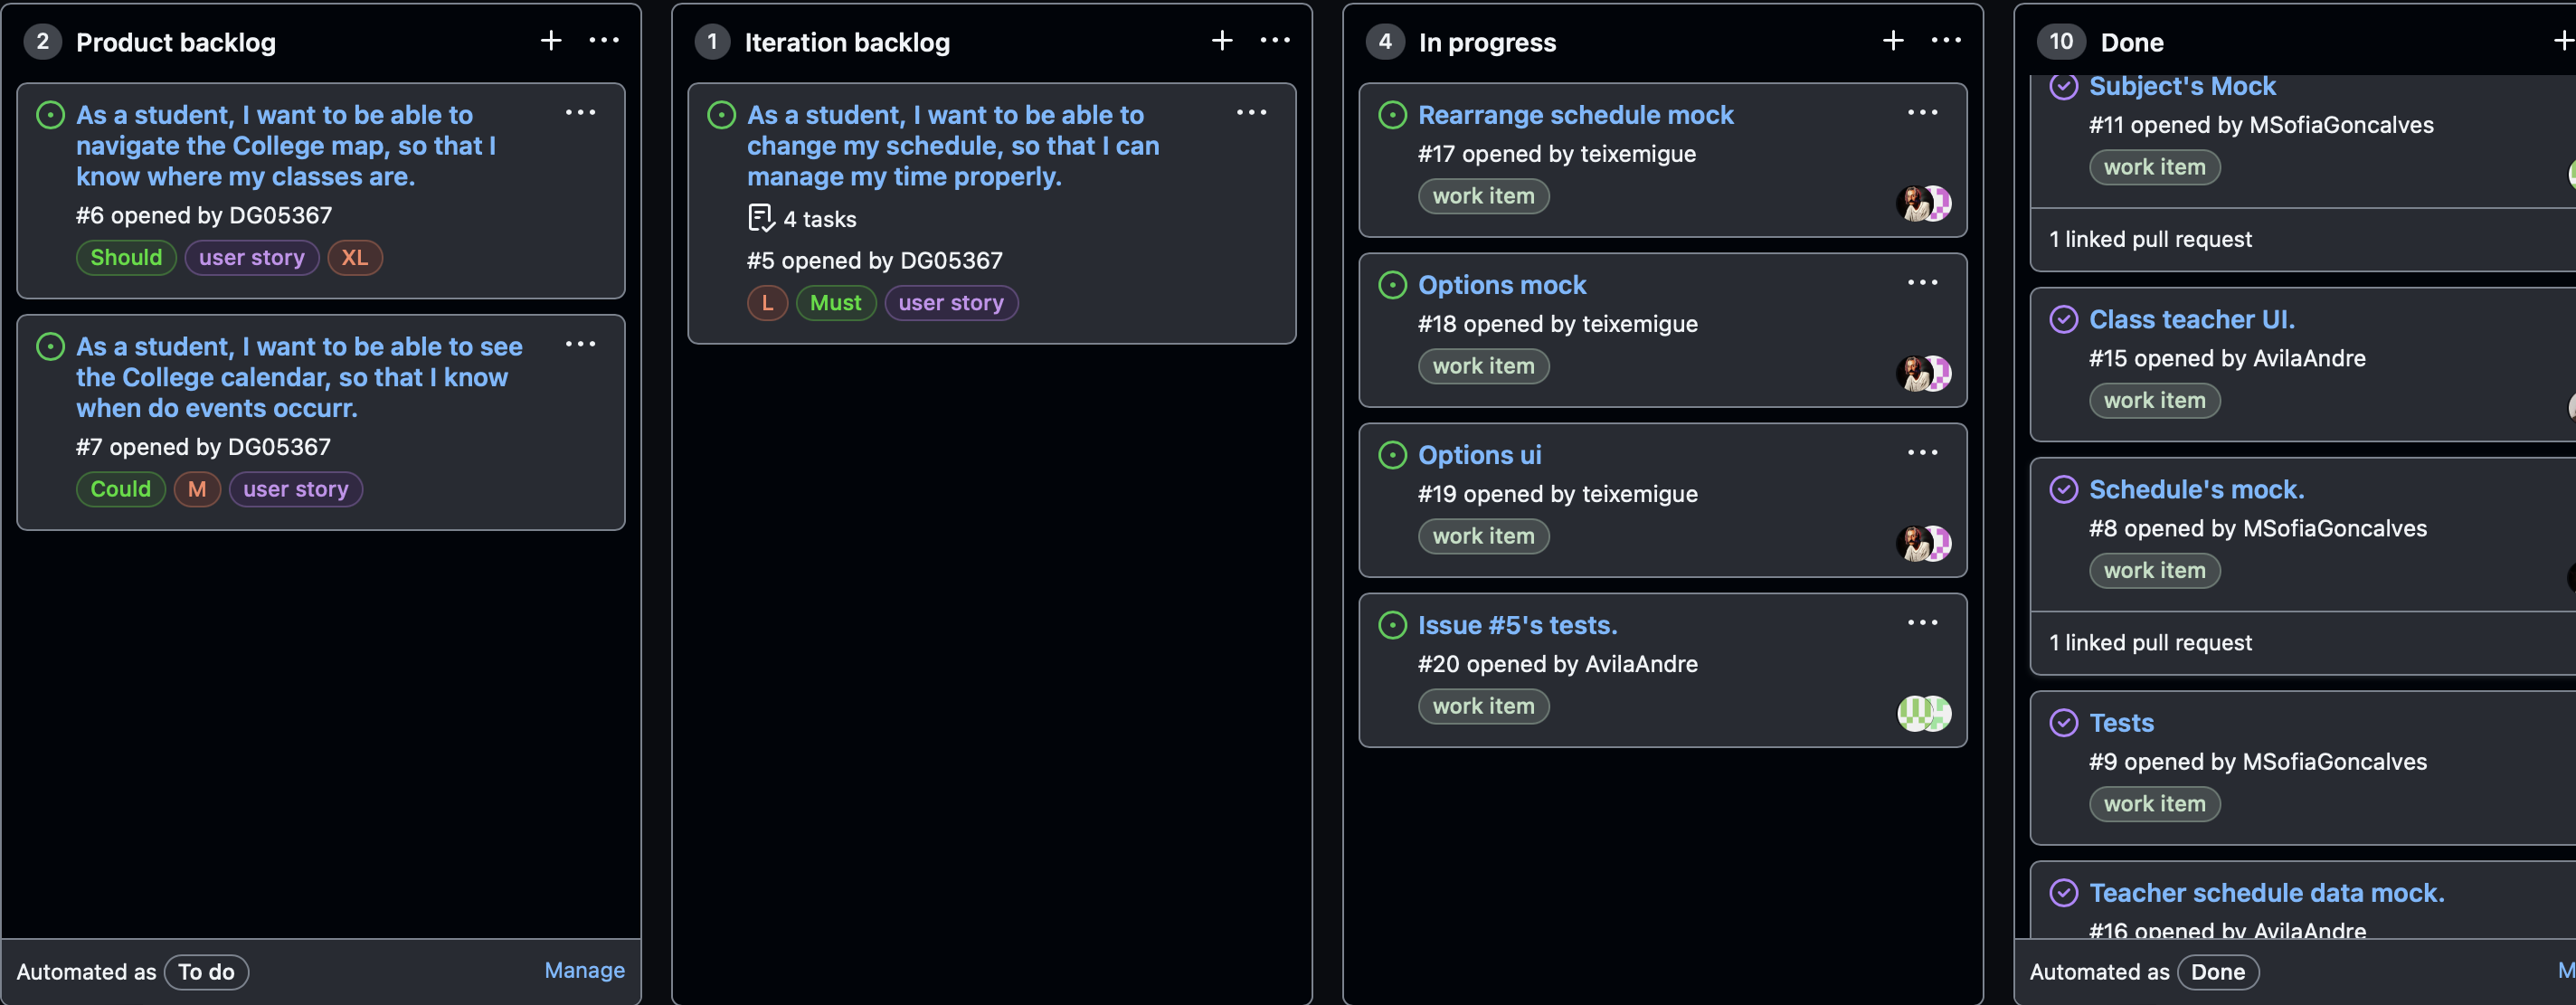 2 Product backlog
As a student, I want to be able to
navigate the College map, so that I
know where my classes are.
#6 opened by DG05367
Should user story XL
As a student, I want to be able to see
the College calendar, so that I know
when do events occurr.
#7 opened by DG05367
Could M user story
Automated as To do Manage
1 Iteration backlog
As a student, I want to be able to
change my schedule, so that I can
manage my time properly.
4 tasks
#5 opened by DG05367
L Must user story
4 In progress
Rearrange schedule mock
#17 opened by teixemigue
work item
Options mock
#18 opened by teixemigue
work item
Options ui
#19 opened by teixemigue
work item
Issue #5's tests.
#20 opened by AvilaAndre
work item
10 Done
Subject's Mock
#11 opened by MSofiaGoncalves
work item
1 linked pull request
Class teacher UI.
#15 opened by AvilaAndre
work item
Schedule's mock.
#8 opened by MSofiaGoncalves
work item
1 linked pull request
Tests
#9 opened by MSofiaGoncalves
work item
Teacher schedule data mock.
#16 opened by AvilaAndre
Automated as Done